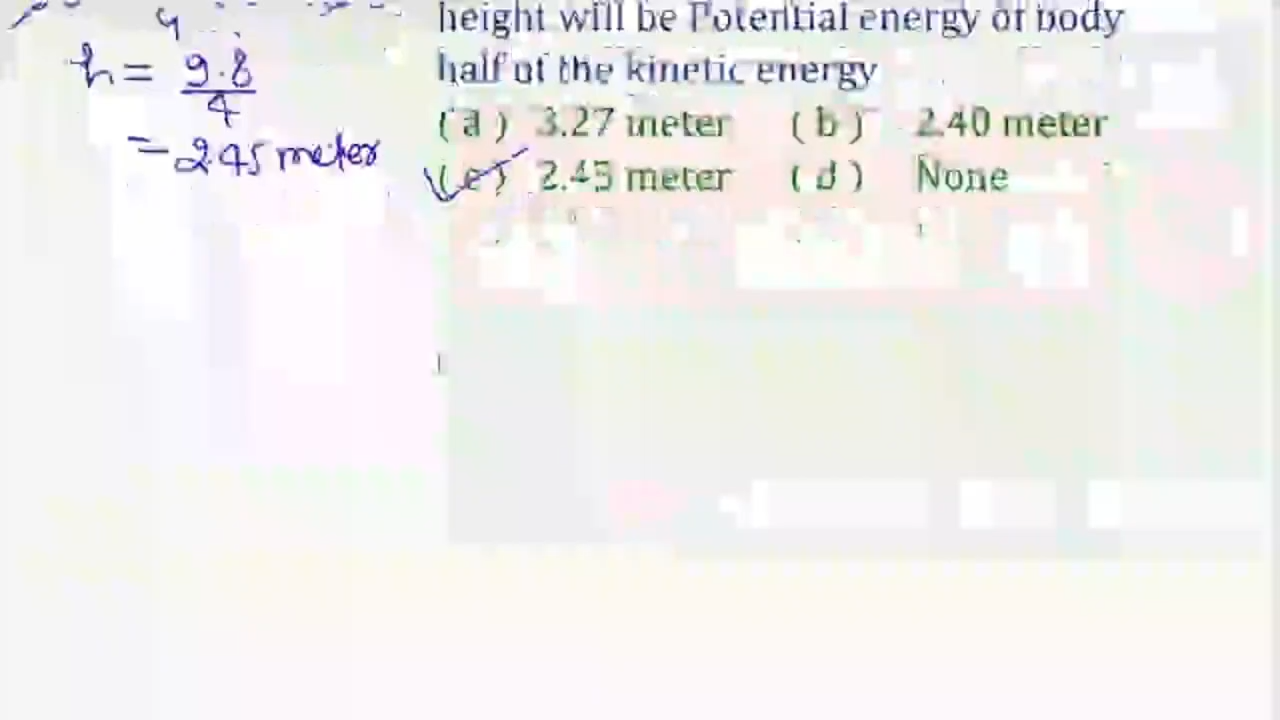 height will be Potential energy of body
half of the kinetic energy
h = 9.8/4
(a) 3.27 meter (b) 2.40 meter
= 2.45 meter
(c) 2.45 meter (d) None